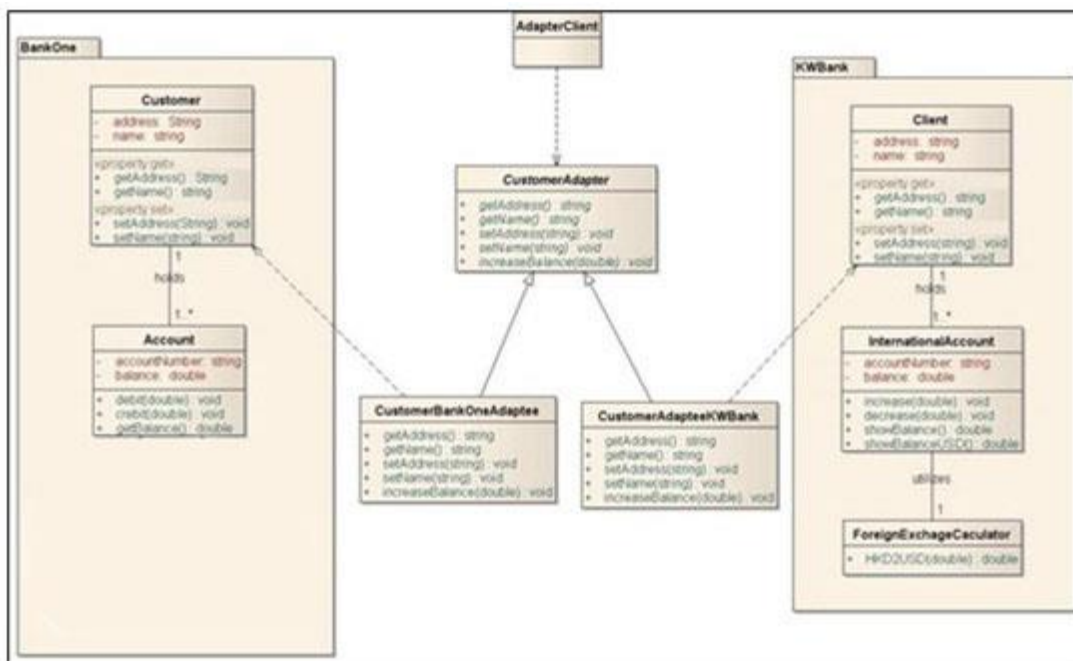 AdapterClient
BankOne
Customer
- address: String
- name: string
«property get»
+ getAddress() : String
+ getName() : string
«property set»
+ setAddress(String) : void
+ setName(string) : void
1
holds
1..*
Account
- accountNumber: string
- balance: double
+ debit(double) : void
+ crebit(double) : void
+ getBalance() : double
CustomerAdapter
+ getAddress() : string
+ getName() : string
+ setAddress(string) : void
+ setName(string) : void
+ increaseBalance(double) : void
CustomerBankOneAdaptee
+ getAddress() : string
+ getName() : string
+ setAddress(string) : void
+ setName(string) : void
+ increaseBalance(double) : void
CustomerAdapteeKWBank
+ getAddress() : string
+ getName() : string
+ setAddress(string) : void
+ setName(string) : void
+ increaseBalance(double) : void
KWBank
Client
- address: string
- name: string
«property get»
+ getAddress() : string
+ getName() : string
«property set»
+ setAddress(string) : void
+ setName(string) : void
1
holds
1..*
InternationalAccount
- accountNumber: string
- balance: double
+ increase(double) : void
+ decrease(double) : void
+ showBalance() : double
+ showBalanceUSD() : double
utilizes
1
ForeignExchageCaculator
+ HKD2USD(double) : double